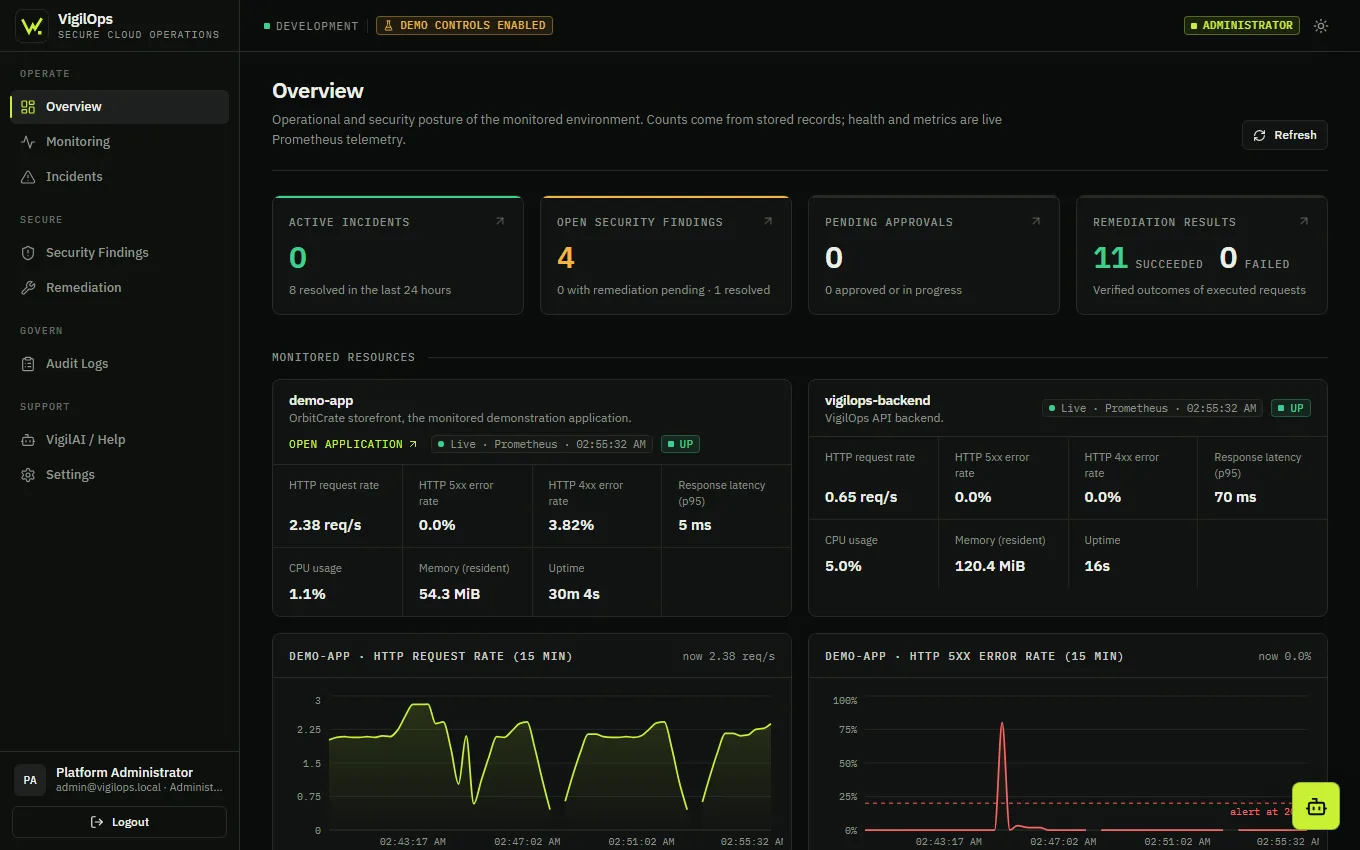 VigilOps
SECURE CLOUD OPERATIONS
DEVELOPMENT
DEMO CONTROLS ENABLED
ADMINISTRATOR
OPERATE
Overview
Monitoring
Incidents
SECURE
Security Findings
Remediation
GOVERN
Audit Logs
SUPPORT
VigilAI / Help
Settings
PA
Platform Administrator
admin@vigilops.local · Administ...
Logout
Overview
Operational and security posture of the monitored environment. Counts come from stored records; health and metrics are live
Prometheus telemetry.
Refresh
ACTIVE INCIDENTS
0
8 resolved in the last 24 hours
OPEN SECURITY FINDINGS
4
0 with remediation pending · 1 resolved
PENDING APPROVALS
0
0 approved or in progress
REMEDIATION RESULTS
11 SUCCEEDED 0 FAILED
Verified outcomes of executed requests
MONITORED RESOURCES
demo-app
OrbitCrate storefront, the monitored demonstration application.
OPEN APPLICATION
Live · Prometheus · 02:55:32 AM
UP
HTTP request rate
2.38 req/s
HTTP 5xx error
rate
0.0%
HTTP 4xx error
rate
3.82%
Response latency
(p95)
5 ms
CPU usage
1.1%
Memory (resident)
54.3 MiB
Uptime
30m 4s
vigilops-backend
VigilOps API backend.
Live · Prometheus · 02:55:32 AM
UP
HTTP request rate
0.65 req/s
HTTP 5xx error
rate
0.0%
HTTP 4xx error
rate
0.0%
Response latency
(p95)
70 ms
CPU usage
5.0%
Memory (resident)
120.4 MiB
Uptime
16s
DEMO-APP · HTTP REQUEST RATE (15 MIN)
now 2.38 req/s
3
2.25
1.5
0.75
0
02:43:17 AM
02:47:02 AM
02:51:02 AM
02:55:32 AM
DEMO-APP · HTTP 5XX ERROR RATE (15 MIN)
now 0.0%
100%
75%
50%
25%
0%
alert at
02:43:17 AM
02:47:02 AM
02:51:02 AM
02:55:32 AM